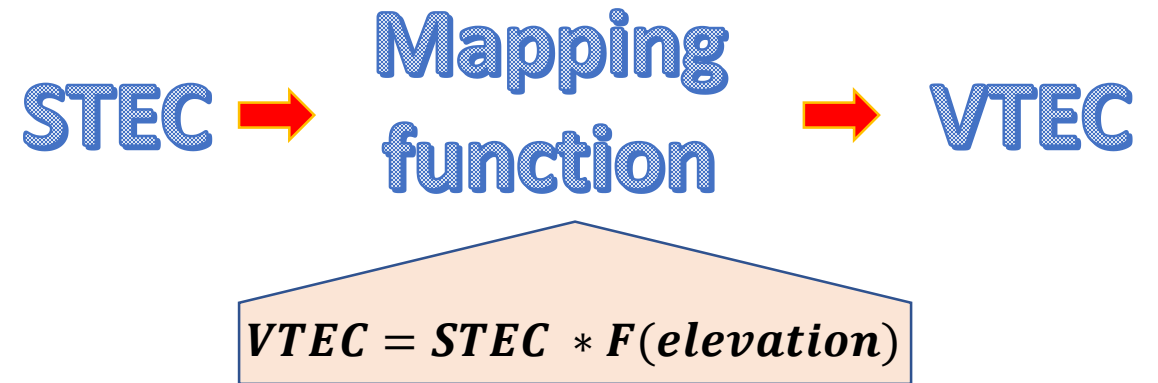 STEC
Mapping
function
VTEC
VTEC = STEC * F(elevation)